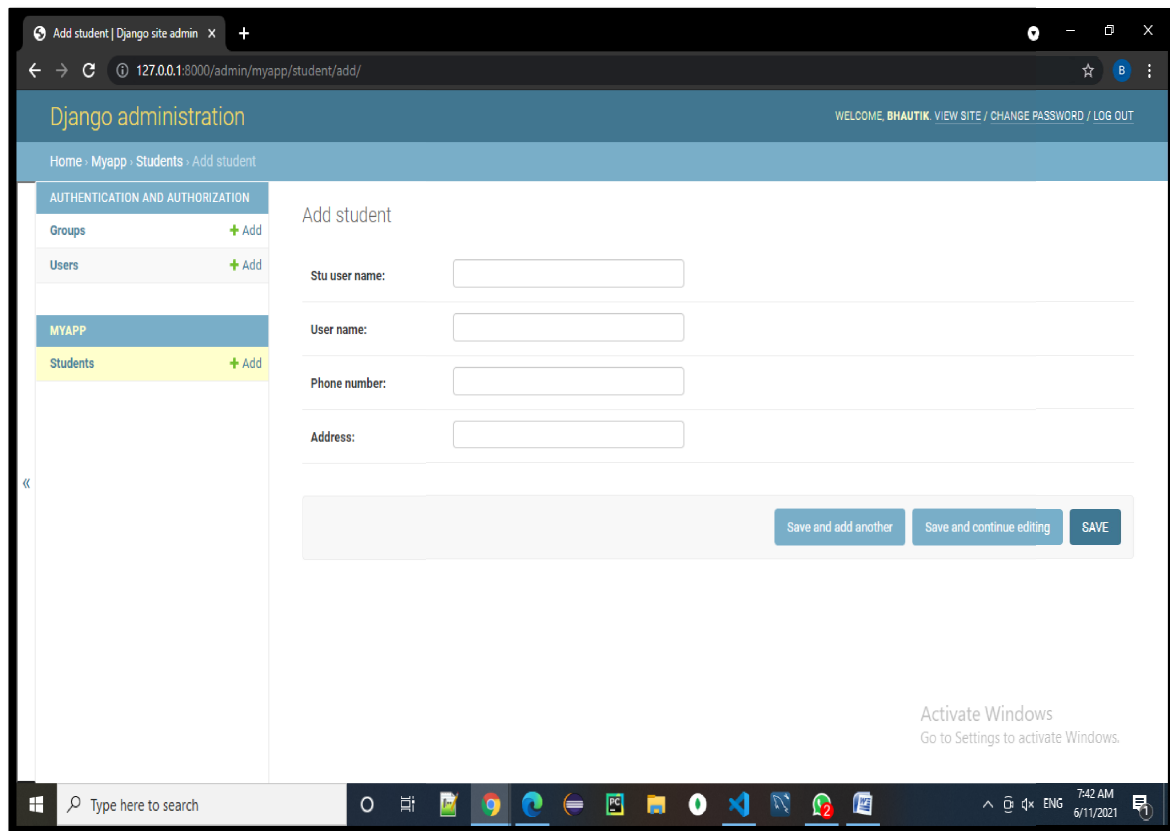 Add student | Django site admin
127.0.0.1:8000/admin/myapp/student/add/
B
Django administration
WELCOME, BHAUTIK. VIEW SITE / CHANGE PASSWORD / LOG OUT
Home › Myapp › Students › Add student
AUTHENTICATION AND AUTHORIZATION
Groups + Add
Users + Add
MYAPP
Students + Add
«
Add student
Stu user name:
User name:
Phone number:
Address:
Save and add another Save and continue editing SAVE
Activate Windows
Go to Settings to activate Windows.
Type here to search
PC
2
ENG
7:42 AM
6/11/2021
1